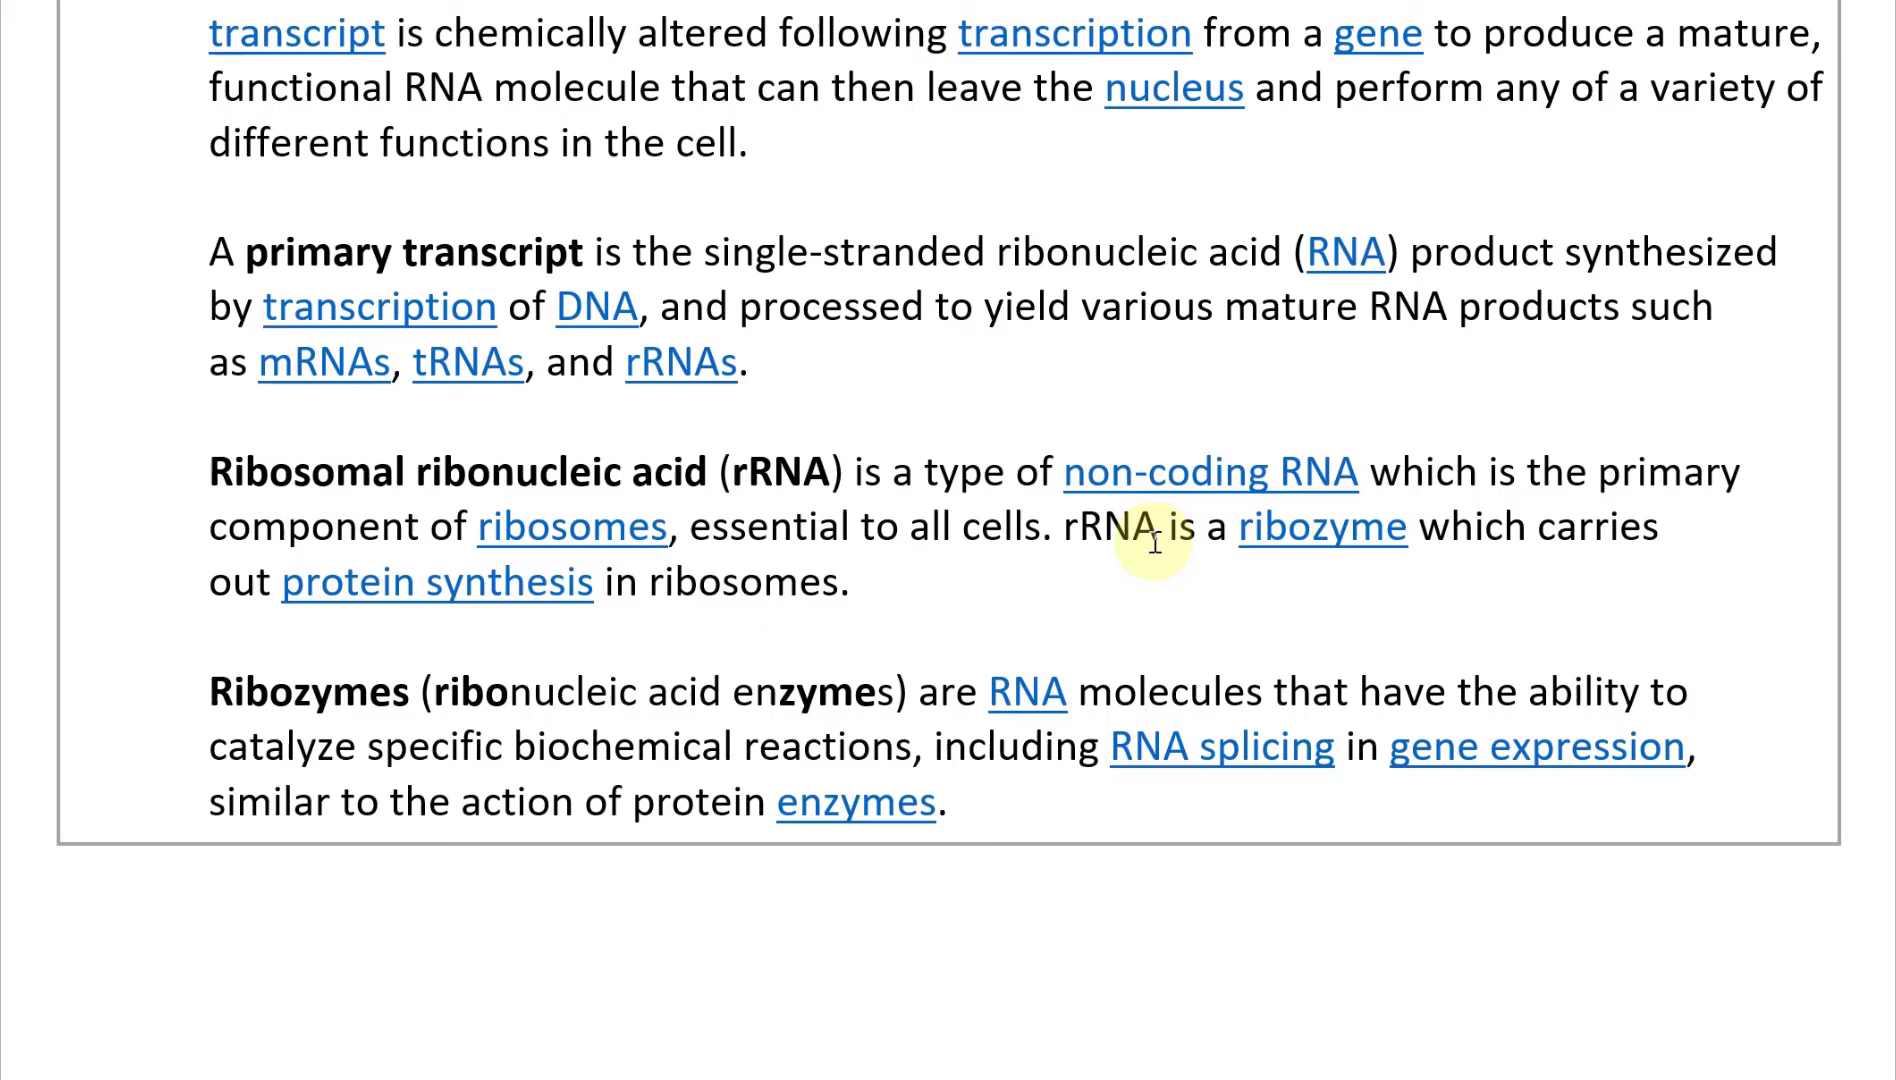 transcript is chemically altered following transcription from a gene to produce a mature,
functional RNA molecule that can then leave the nucleus and perform any of a variety of
different functions in the cell.
A primary transcript is the single-stranded ribonucleic acid (RNA) product synthesized
by transcription of DNA, and processed to yield various mature RNA products such
as mRNAs, tRNAs, and rRNAs.
Ribosomal ribonucleic acid (rRNA) is a type of non-coding RNA which is the primary
component of ribosomes, essential to all cells. rRNA is a ribozyme which carries
out protein synthesis in ribosomes.
Ribozymes (ribonucleic acid enzymes) are RNA molecules that have the ability to
catalyze specific biochemical reactions, including RNA splicing in gene expression,
similar to the action of protein enzymes.